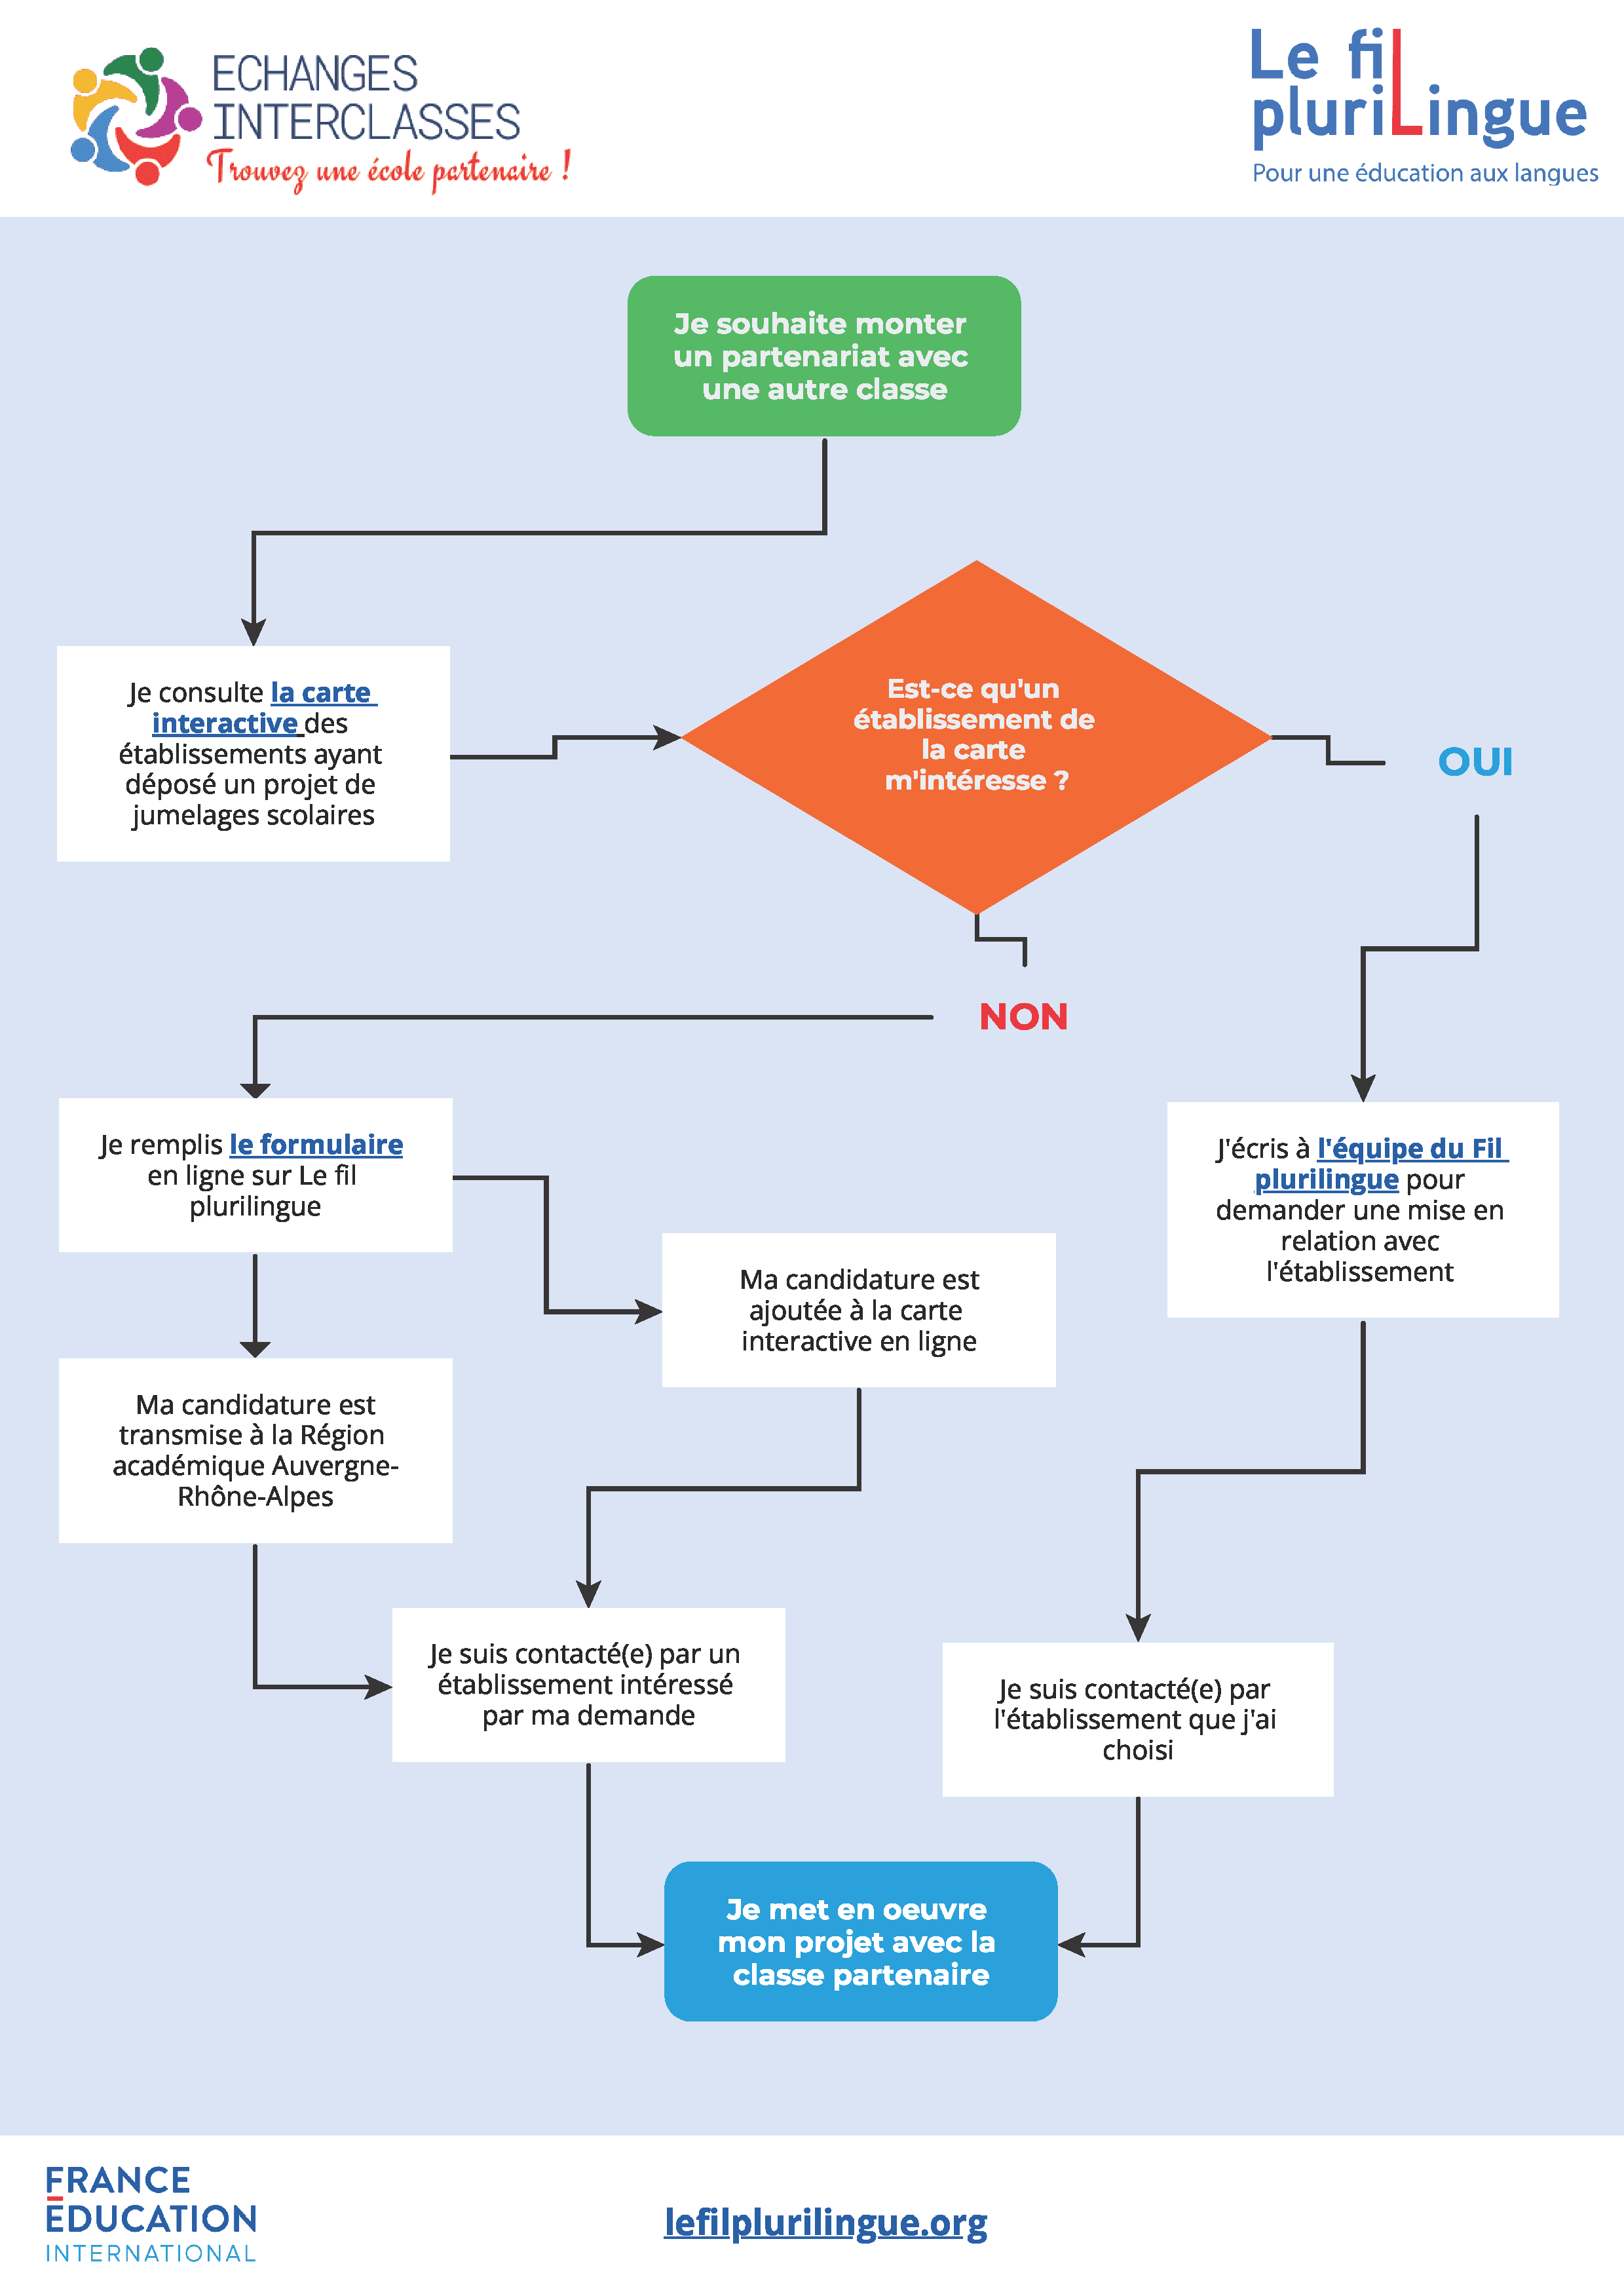 ECHANGES
INTERCLASSES
Trouvez une école partenaire !
Le fil
pluriLingue
Pour une éducation aux langues
Je souhaite monter
un partenariat avec
une autre classe
Je consulte la carte
interactive des
établissements ayant
déposé un projet de
jumelages scolaires
Est-ce qu'un
établissement de
la carte
m'intéresse ?
OUI
NON
Je remplis le formulaire
en ligne sur Le fil
plurilingue
J'écris à l'équipe du Fil
plurilingue pour
demander une mise en
relation avec
l'établissement
Ma candidature est
ajoutée à la carte
interactive en ligne
Ma candidature est
transmise à la Région
académique Auvergne-
Rhône-Alpes
Je suis contacté(e) par un
établissement intéressé
par ma demande
Je suis contacté(e) par
l'établissement que j'ai
choisi
Je met en oeuvre
mon projet avec la
classe partenaire
FRANCE
EDUCATION
INTERNATIONAL
lefilplurilingue.org